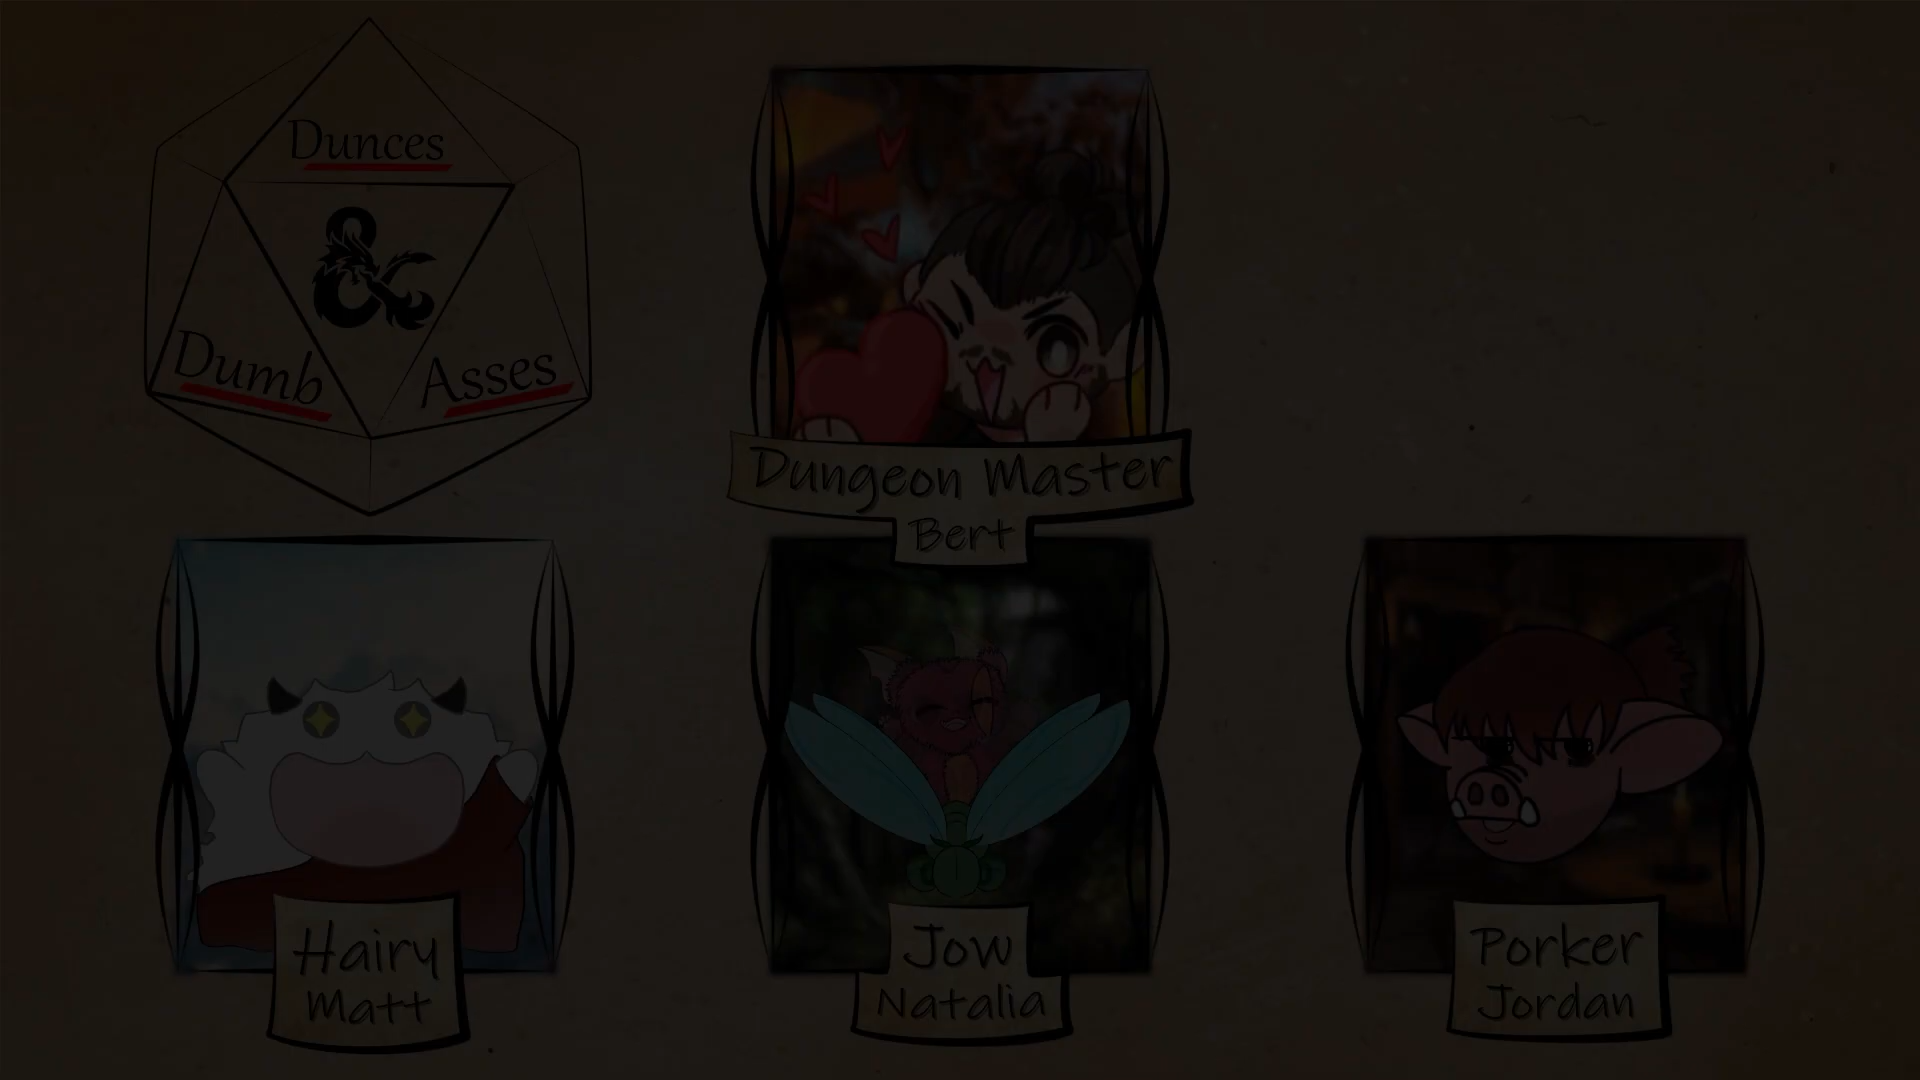 Dunces
&
Dumb
Asses
Dungeon Master
Bert
Hairy
Matt
Jow
Natalia
Porker
Jordan